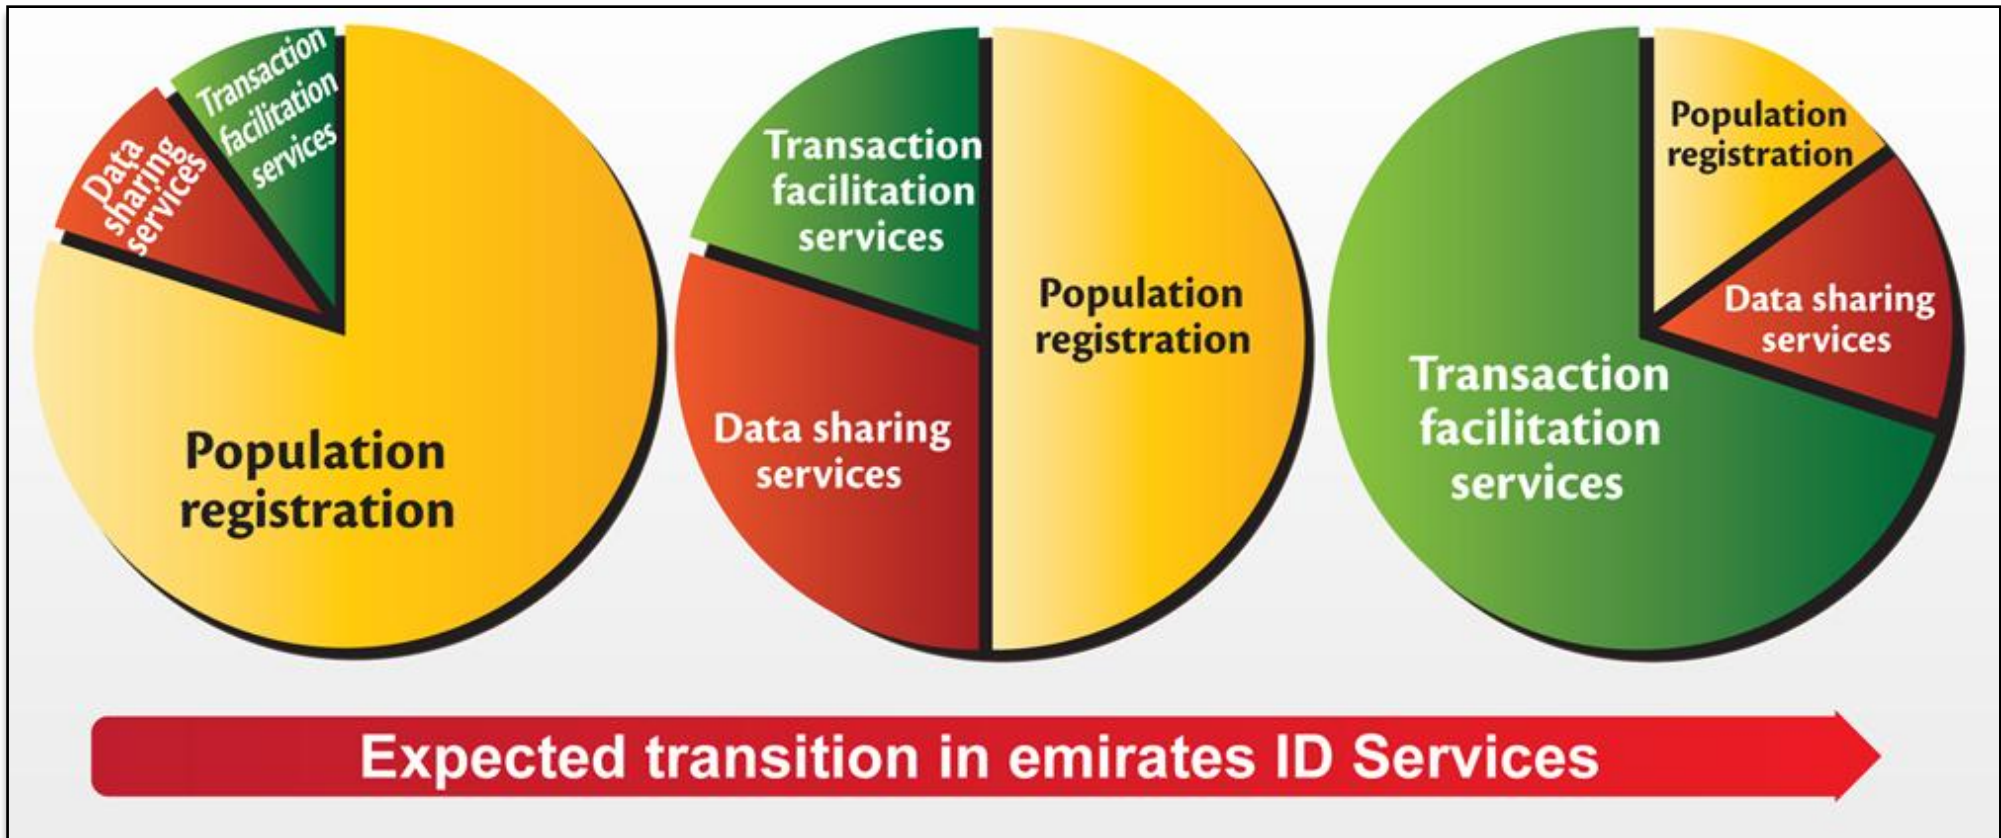 Transaction
facilitation
services
Data
sharing
services
Population
registration
Transaction
facilitation
services
Data sharing
services
Population
registration
Population
registration
Data sharing
services
Transaction
facilitation
services
Expected transition in emirates ID Services